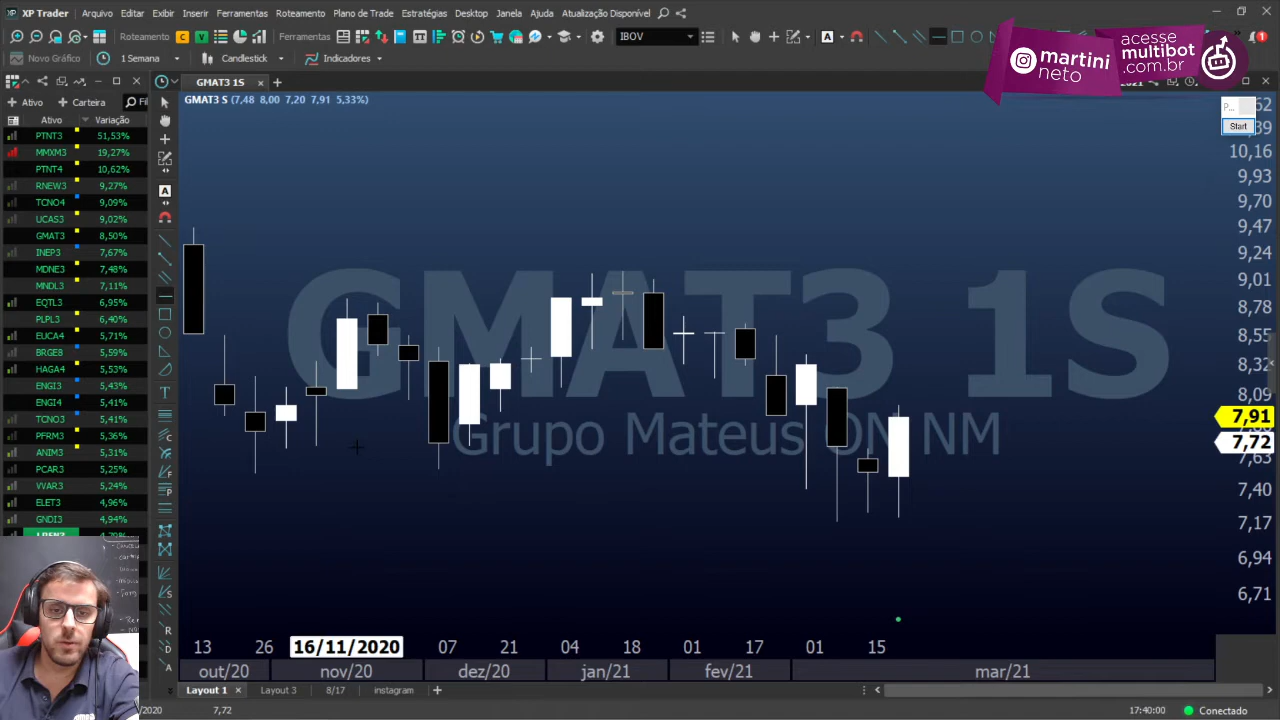 XP Trader Arquivo Editar Exibir Inserir Ferramentas Roteamento Plano de Trade Estratégias Desktop Janela Ajuda Atualização Disponível
Roteamento C V Ferramentas IBOV A
martini
neto
acesse
multibot
.com.br
1
Novo Gráfico 1 Semana Candlestick Indicadores
GMAT3 1S
2021
Ativo Carteira Fil
GMAT3 S (7,48 8,00 7,20 7,91 5,33%)
P...
Start
Ativo Variação
PTNT3 51,53%
MMXM3 19,27%
PTNT4 10,62%
RNEW3 9,27%
TCNO4 9,09%
UCAS3 9,02%
GMAT3 8,50%
INEP3 7,67%
MDNE3 7,48%
MNDL3 7,11%
EQTL3 6,95%
PLPL3 6,40%
EUCA4 5,71%
BRGE8 5,59%
HAGA4 5,53%
ENGI3 5,43%
ENGI4 5,41%
TCNO3 5,41%
PFRM3 5,36%
ANIM3 5,31%
PCAR3 5,25%
VVAR3 5,24%
ELET3 4,96%
GNDI3 4,94%
LREN3 4,70%
GMAT3 1S
Grupo Mateus ON NM
62
39
10,16
9,93
9,70
9,47
9,24
9,01
8,78
8,55
8,32
8,09
7,91
7,72
7,63
7,40
7,17
6,94
6,71
13 26 16/11/2020 07 21 04 18 01 17 01 15
out/20 nov/20 dez/20 jan/21 fev/21 mar/21
Layout 1 Layout 3 8/17 instagram
/2020 7,72 17:40:00 Conectado